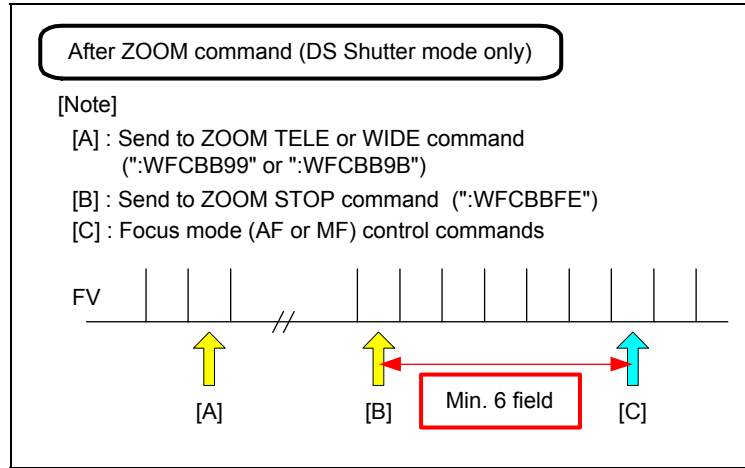 After ZOOM command (DS Shutter mode only)
[Note]
[A] : Send to ZOOM TELE or WIDE command
(":WFCBB99" or ":WFCBB9B")
[B] : Send to ZOOM STOP command (":WFCBBFE")
[C] : Focus mode (AF or MF) control commands
FV
//
[A]
[B]
Min. 6 field
[C]